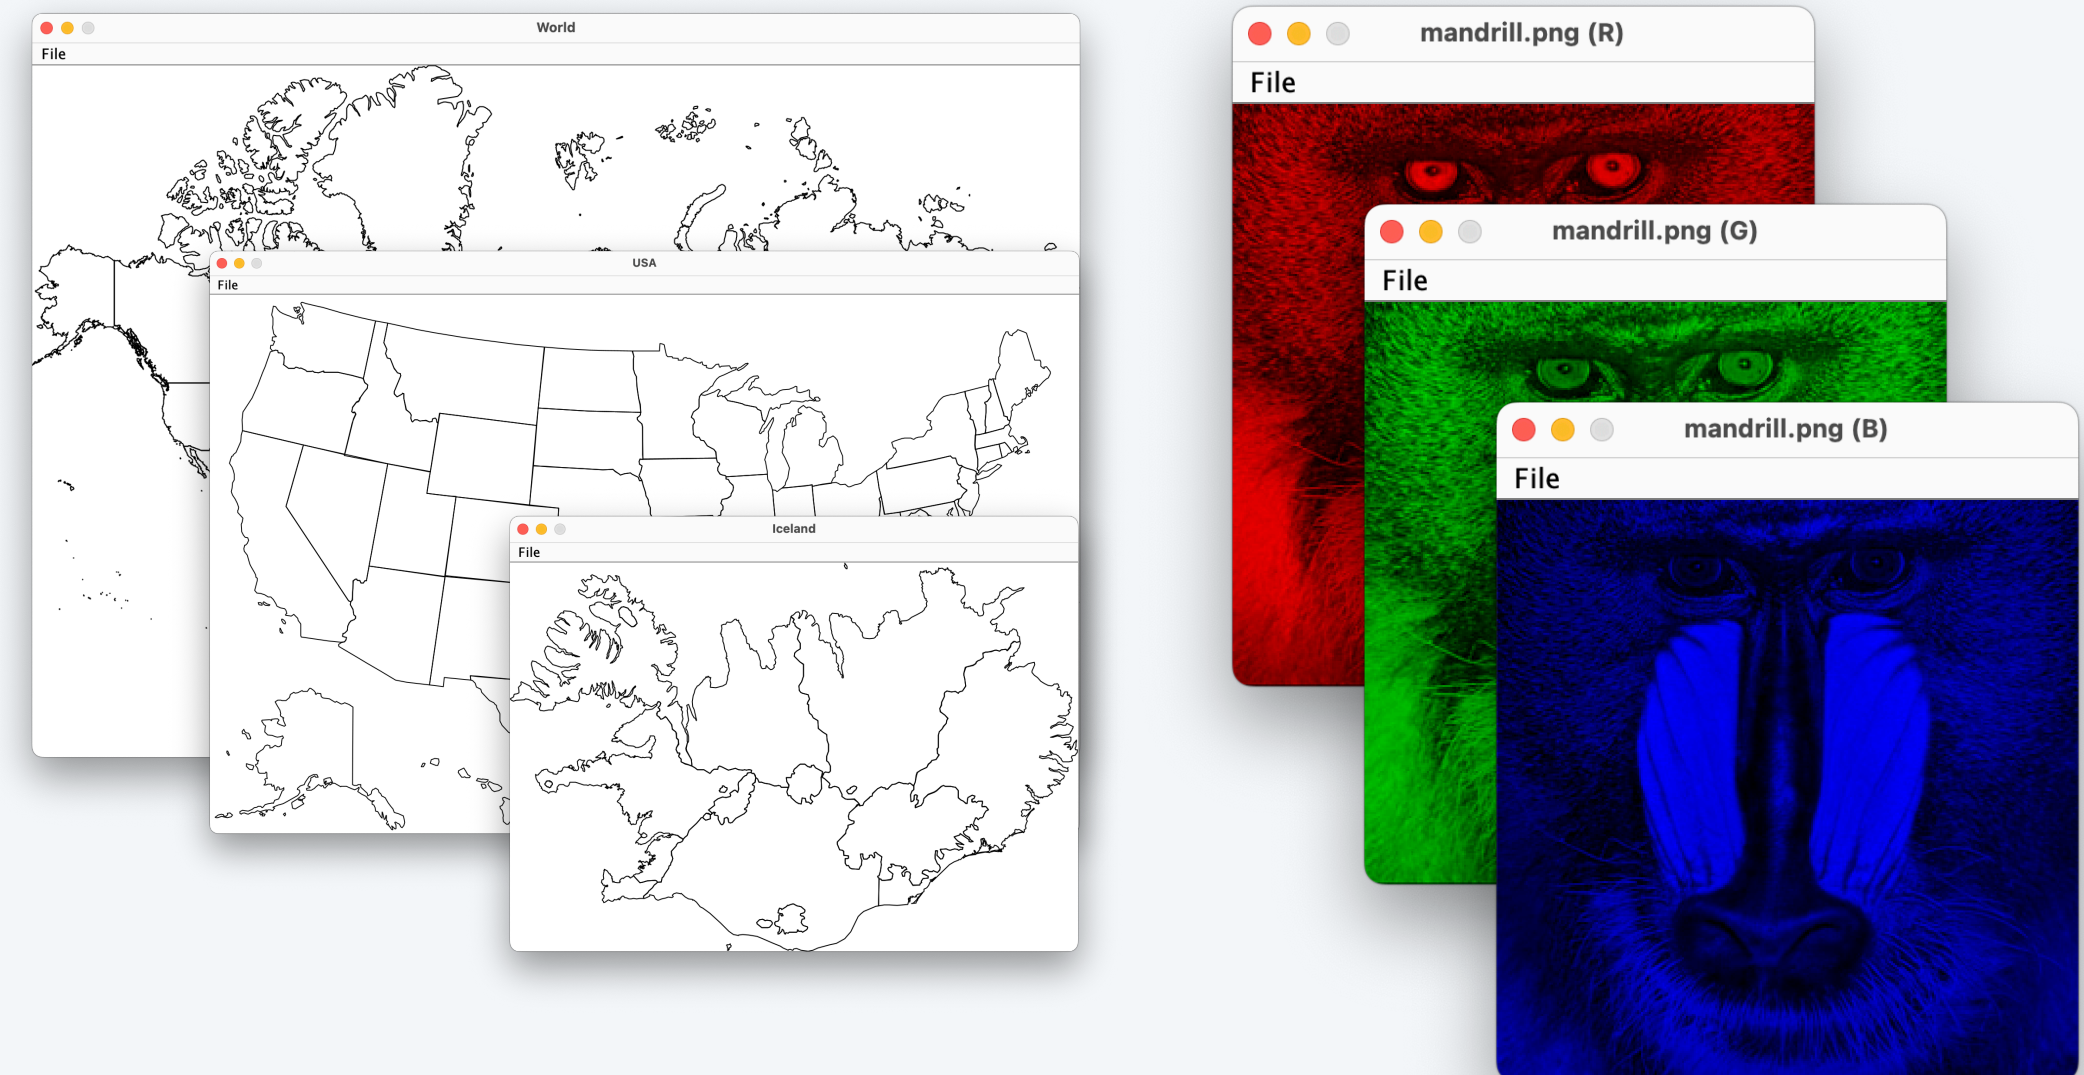 World
File
USA
File
Iceland
File
mandrill.png (R)
File
mandrill.png (G)
File
mandrill.png (B)
File